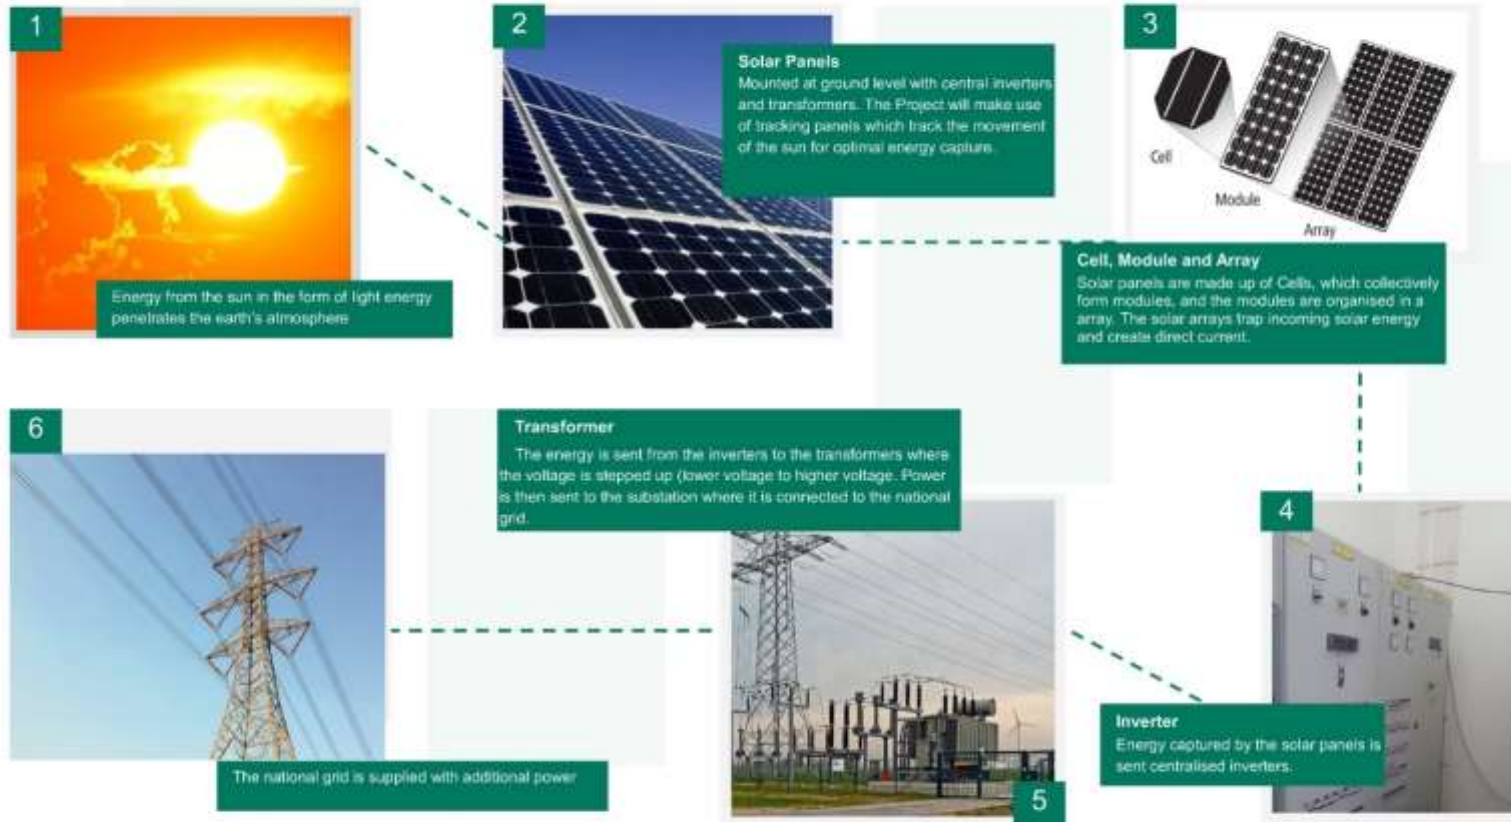 1
Energy from the sun in the form of light energy
penetrates the earth's atmosphere
2
Solar Panels
Mounted at ground level with central inverters
and transformers. The Project will make use
of tracking panels which track the movement
of the sun for optimal energy capture.
3
Cell
Module
Array
Cell, Module and Array
Solar panels are made up of Cells, which collectively
form modules, and the modules are organised in a
array. The solar arrays trap incoming solar energy
and create direct current.
4
Inverter
Energy captured by the solar panels is
sent centralised inverters.
Transformer
The energy is sent from the inverters to the transformers where
the voltage is stepped up (lower voltage to higher voltage. Power
is then sent to the substation where it is connected to the national
grid.
5
6
The national grid is supplied with additional power